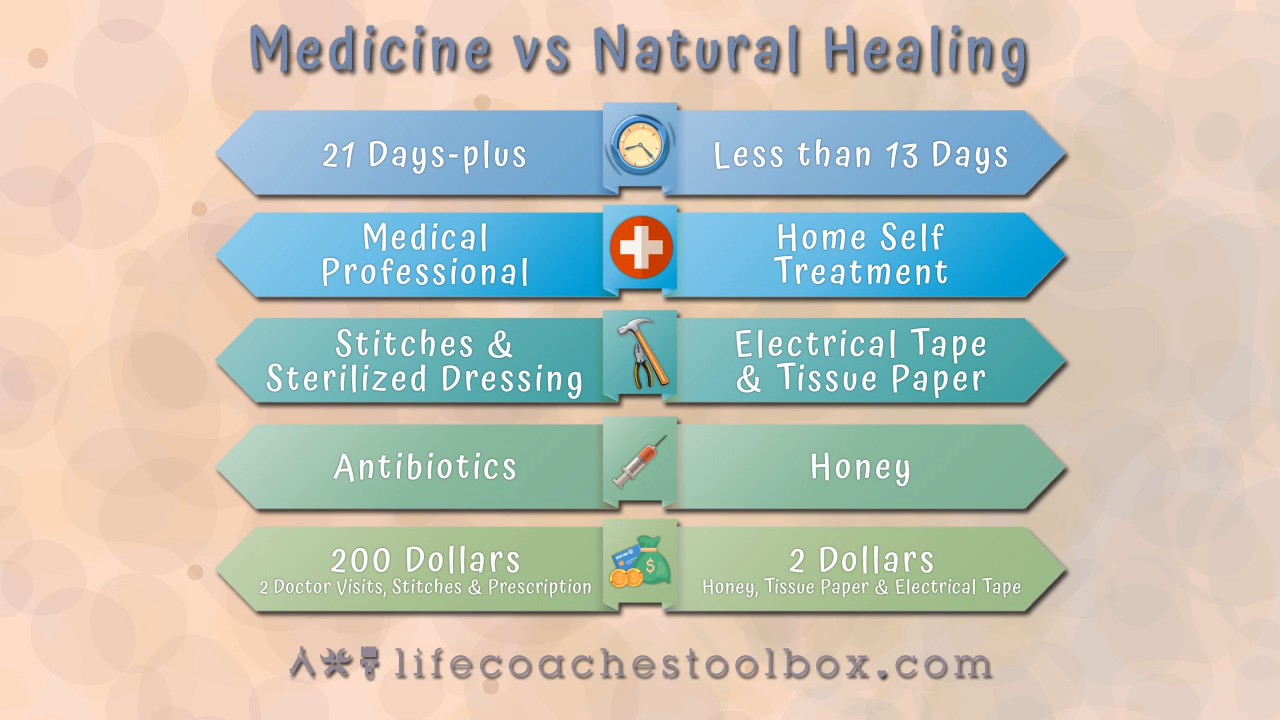 Medicine vs Natural Healing
21 Days-plus
Less than 13 Days
Medical
Professional
Home Self
Treatment
Stitches &
Sterilized Dressing
Electrical Tape
& Tissue Paper
Antibiotics
Honey
200 Dollars
2 Doctor Visits, Stitches & Prescription
$
2 Dollars
Honey, Tissue Paper & Electrical Tape
lifecoachestoolbox.com